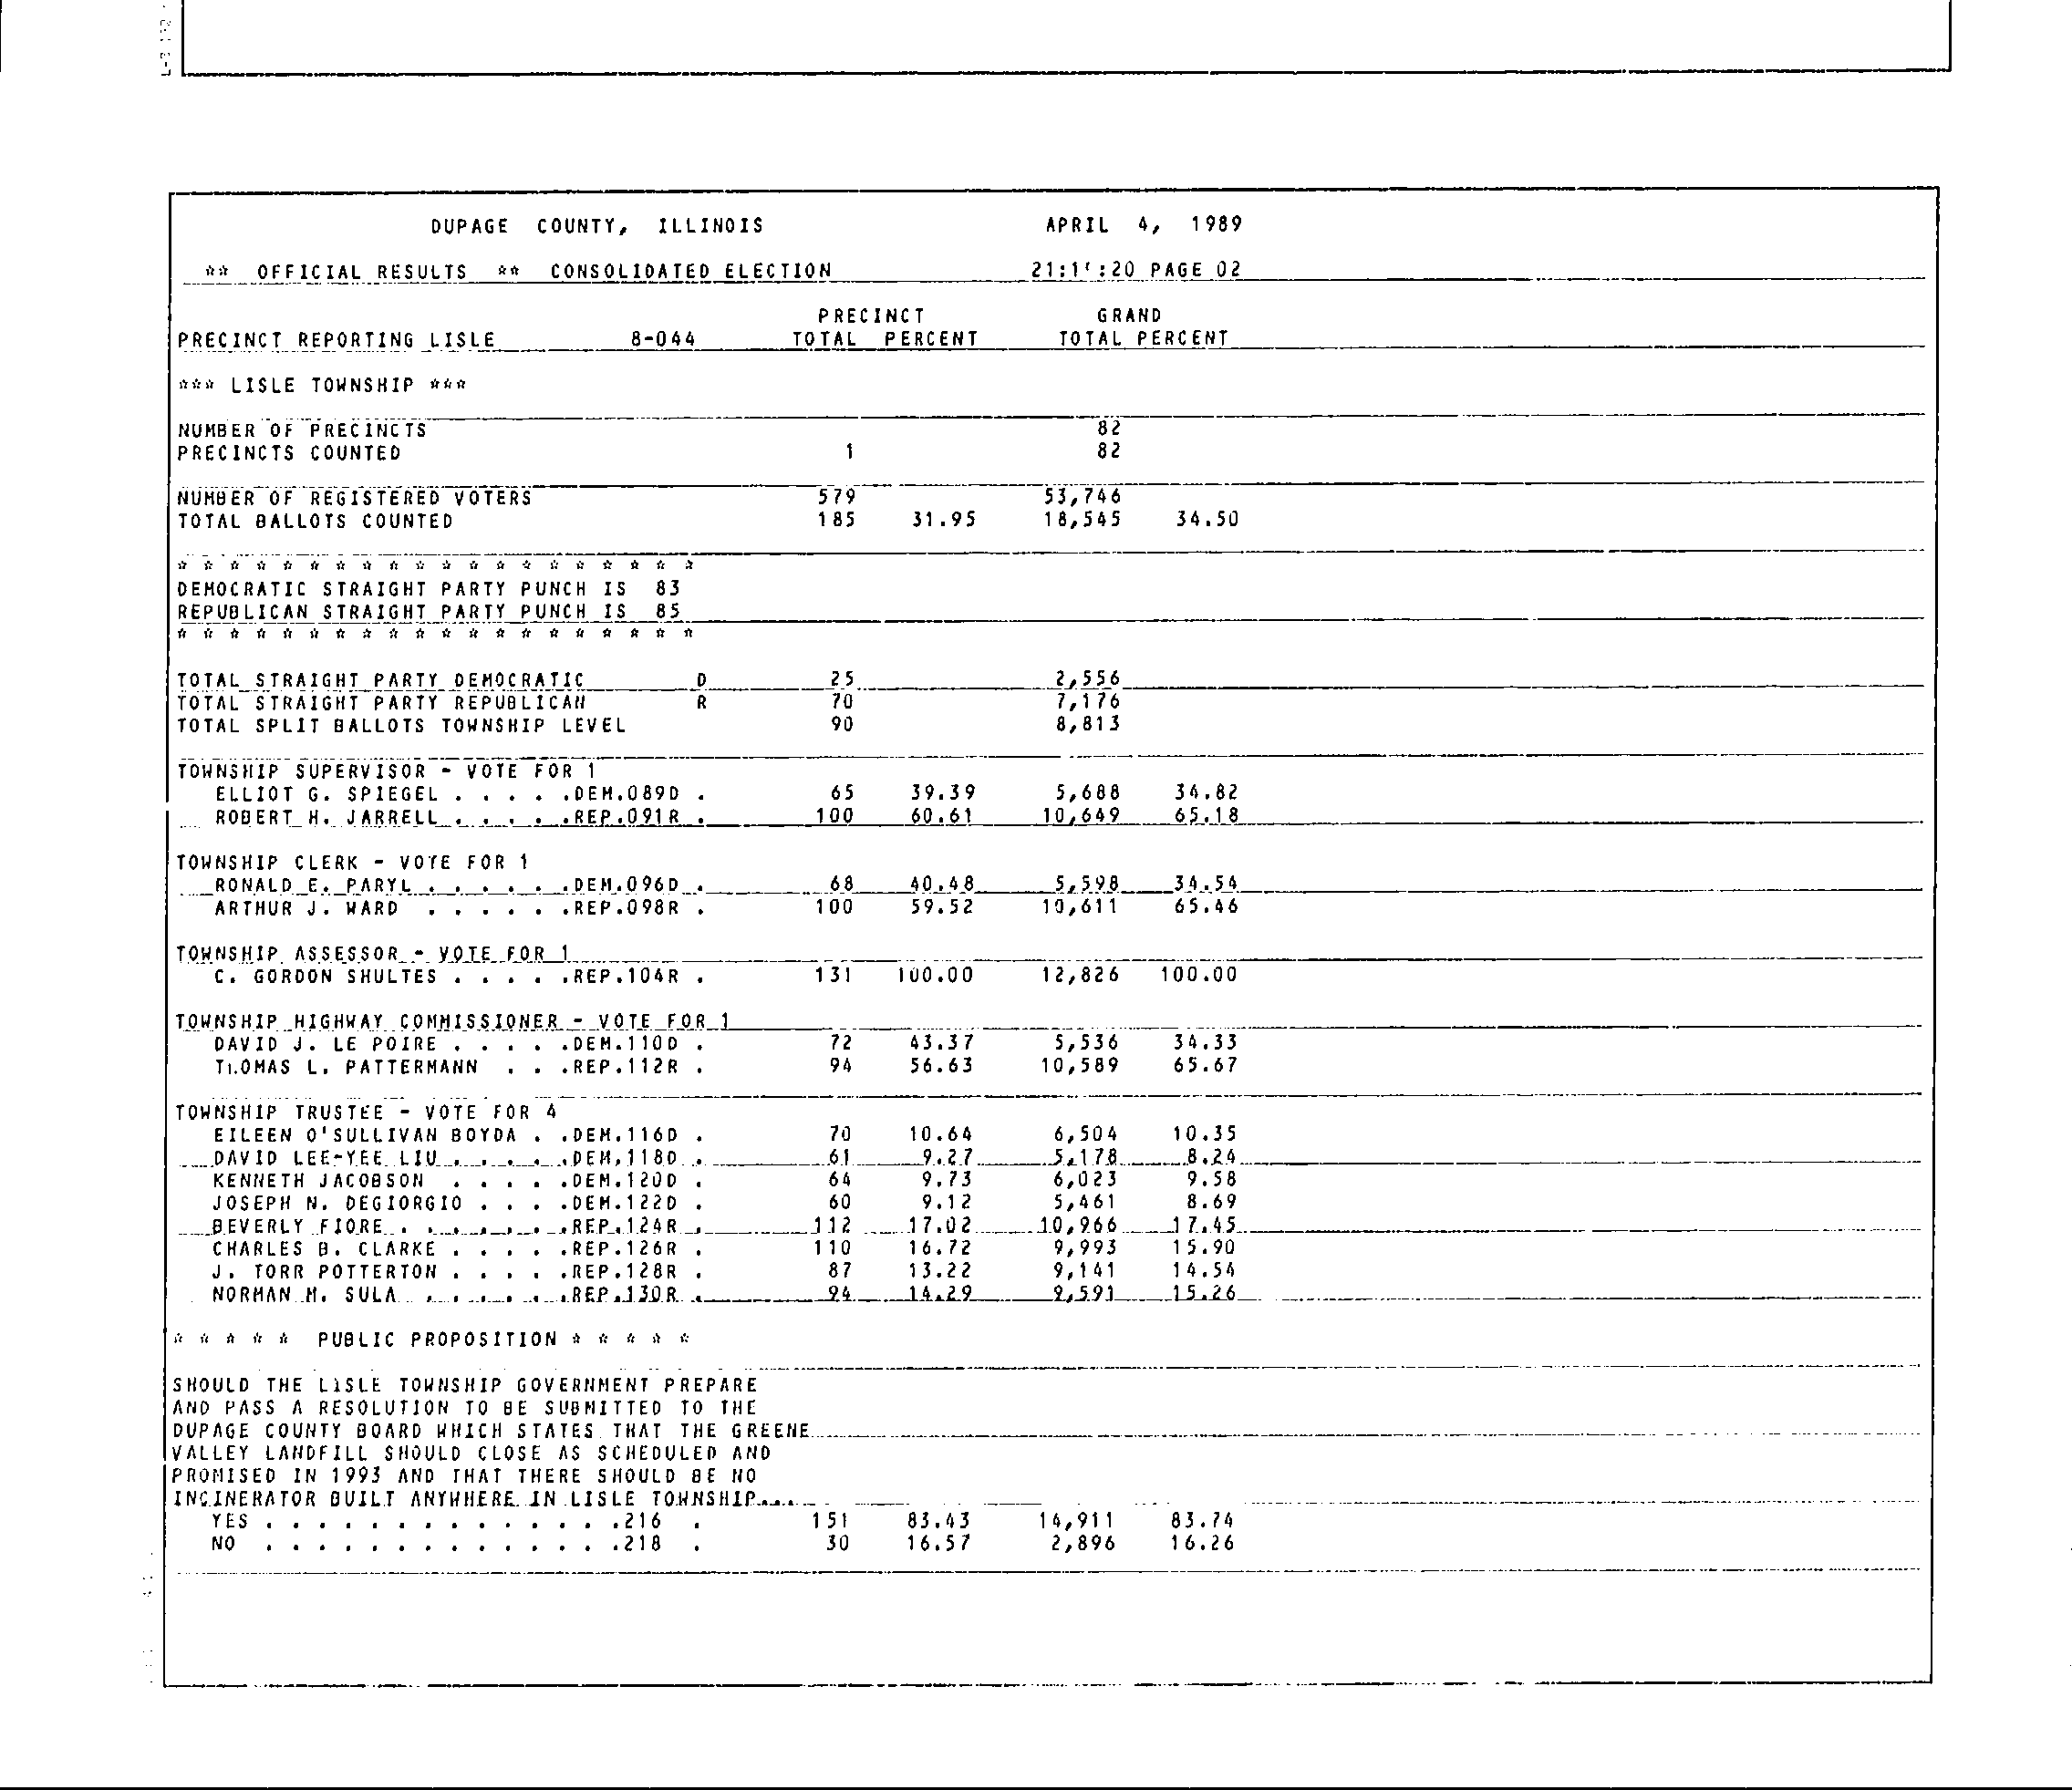 DUPAGE COUNTY, ILLINOIS APRIL 4, 1989
** OFFICIAL RESULTS ** CONSOLIDATED ELECTION PAGE 02
PRECINCT GRAND
PRECINCT REPORTING LISLE 8-044 TOTAL PERCENT TOTAL PERCENT
*** LISLE TOWNSHIP ***
NUMBER OF PRECINCTS 82
PRECINCTS COUNTED 1 82
NUMBER OF REGISTERED VOTERS 579 53,746
TOTAL BALLOTS COUNTED 185 31.95 18,545 34.50
* * * * * * * * * * * * * * * * * * * *
DEMOCRATIC STRAIGHT PARTY PUNCH IS 83
REPUBLICAN STRAIGHT PARTY PUNCH IS 85
* * * * * * * * * * * * * * * * * * * *
TOTAL STRAIGHT PARTY DEMOCRATIC D 25 2,556
TOTAL STRAIGHT PARTY REPUBLICAN R 70 7,176
TOTAL SPLIT BALLOTS TOWNSHIP LEVEL 90 8,813
TOWNSHIP SUPERVISOR - VOTE FOR 1
ELLIOT G. SPIEGEL . . . . .DEM.089D . 65 39.39 5,688 34.82
ROBERT H. JARRELL . . . . .REP.091R . 100 60.61 10,649 65.18
TOWNSHIP CLERK - VOTE FOR 1
RONALD E. PARYL . . . . . .DEM.096D . 68 40.48 5,598 34.54
ARTHUR J. WARD . . . . . .REP.098R . 100 59.52 10,611 65.46
TOWNSHIP ASSESSOR - VOTE FOR 1
C. GORDON SHULTES . . . . .REP.104R . 131 100.00 12,826 100.00
TOWNSHIP HIGHWAY COMMISSIONER - VOTE FOR 1
DAVID J. LE POIRE . . . . .DEM.110D . 72 43.37 5,536 34.33
THOMAS L. PATTERMANN . . .REP.112R . 94 56.63 10,589 65.67
TOWNSHIP TRUSTEE - VOTE FOR 4
EILEEN O'SULLIVAN BOYDA . .DEM.116D . 70 10.64 6,504 10.35
DAVID LEE-YEE LIU . . . . .DEM.118D . 61 9.27 5,178 8.24
KENNETH JACOBSON . . . . .DEM.120D . 64 9.73 6,023 9.58
JOSEPH N. DEGIORGIO . . . .DEM.122D . 60 9.12 5,461 8.69
BEVERLY FIORE . . . . . . .REP.124R . 112 17.02 10,966 17.45
CHARLES B. CLARKE . . . . .REP.126R . 110 16.72 9,993 15.90
J. TORR POTTERTON . . . . .REP.128R . 87 13.22 9,141 14.54
NORMAN M. SULA . . . . . .REP.130R . 94 14.29 9,591 15.26
* * * * * PUBLIC PROPOSITION * * * * *
SHOULD THE LISLE TOWNSHIP GOVERNMENT PREPARE
AND PASS A RESOLUTION TO BE SUBMITTED TO THE
DUPAGE COUNTY BOARD WHICH STATES THAT THE GREENE
VALLEY LANDFILL SHOULD CLOSE AS SCHEDULED AND
PROMISED IN 1993 AND THAT THERE SHOULD BE NO
INCINERATOR BUILT ANYWHERE IN LISLE TOWNSHIP....
YES . . . . . . . . . . . . . .216 . 151 83.43 14,911 83.74
NO . . . . . . . . . . . . . .218 . 30 16.57 2,896 16.26